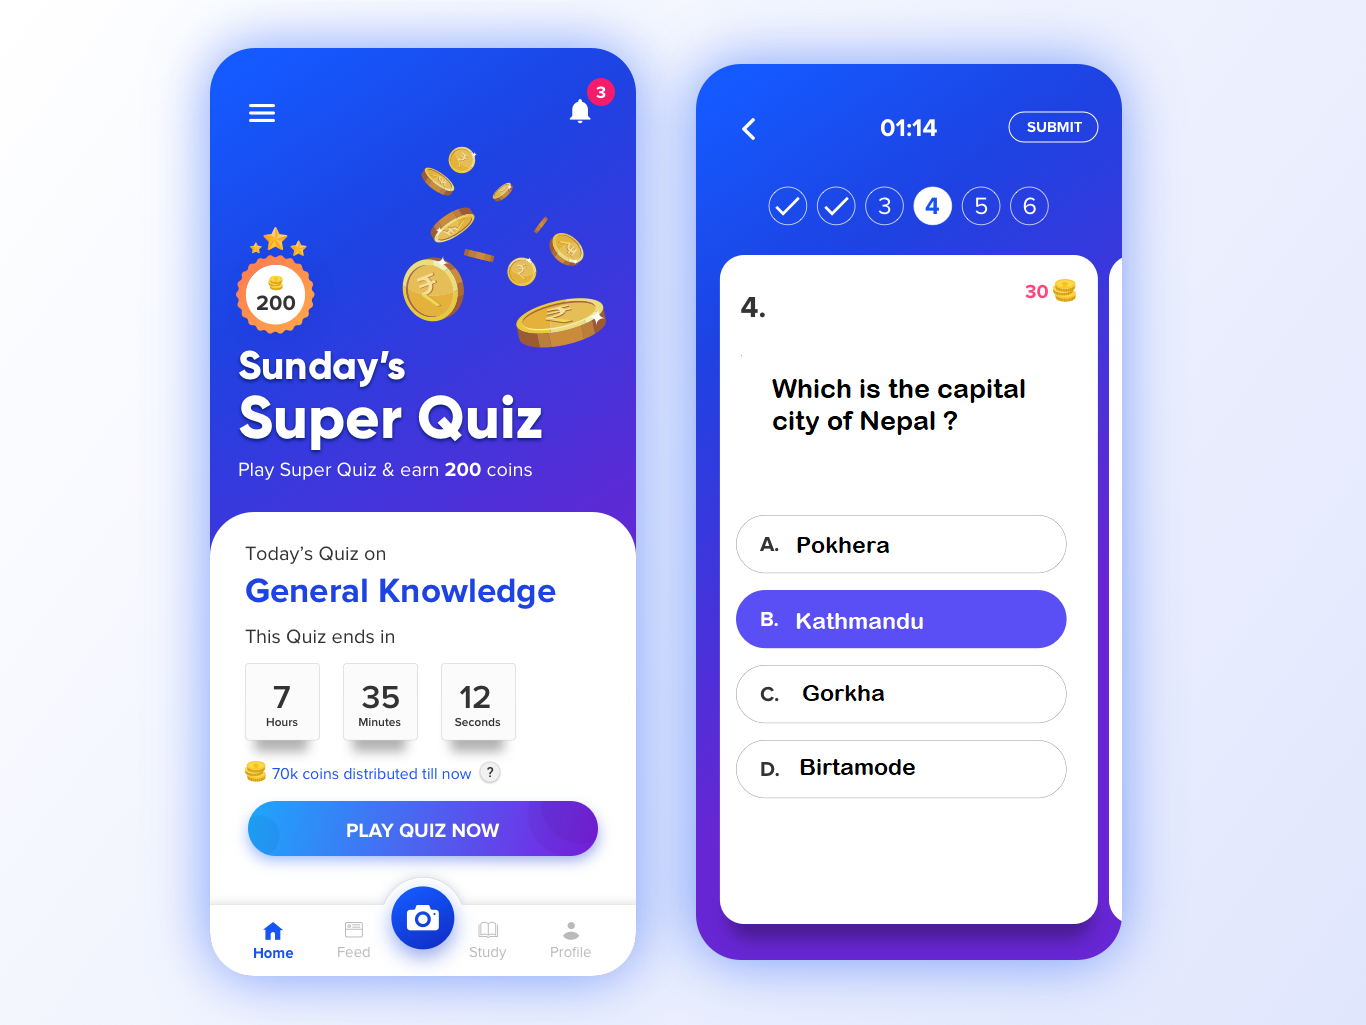 3
200
Sunday's
Super Quiz
Play Super Quiz & earn 200 coins
Today's Quiz on
General Knowledge
This Quiz ends in
7 35 12
Hours Minutes Seconds
70k coins distributed till now ?
PLAY QUIZ NOW
Home Feed Study Profile
01:14 SUBMIT
3 4 5 6
30
4.
Which is the capital
city of Nepal ?
A. Pokhera
B. Kathmandu
C. Gorkha
D. Birtamode